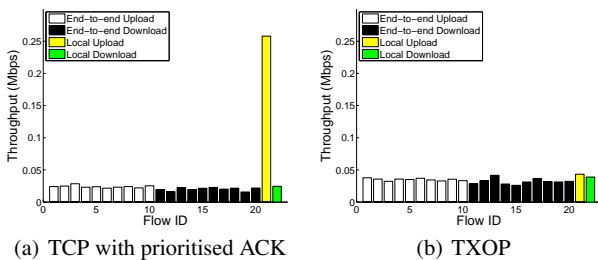 End-to-end Upload
End-to-end Download
Local Upload
Local Download
Throughput (Mbps)
0.25
0.2
0.15
0.1
0.05
0
0
5
10
15
20
Flow ID
(a) TCP with prioritised ACK
End-to-end Upload
End-to-end Download
Local Upload
Local Download
Throughput (Mbps)
0.25
0.2
0.15
0.1
0.05
0
0
10
20
Flow ID
(b) TXOP